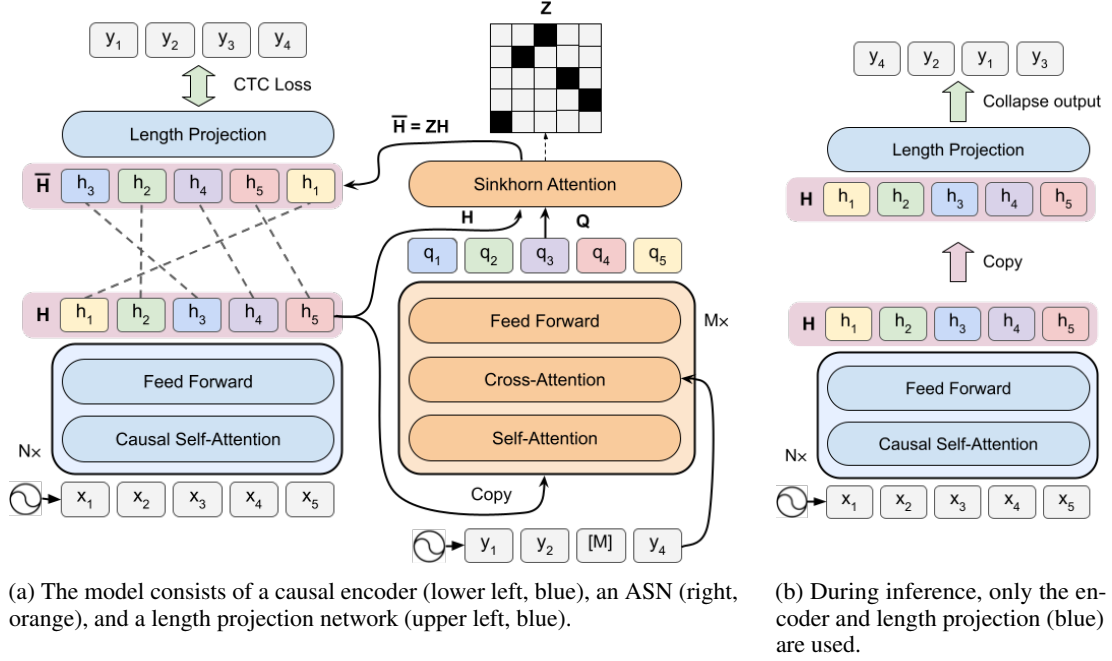 y₁ y₂ y₃ y₄
CTC Loss
Length Projection
H̅ h₃ h₂ h₄ h₅ h₁
H h₁ h₂ h₃ h₄ h₅
Feed Forward
Causal Self-Attention
N×
x₁ x₂ x₃ x₄ x₅
Z
H̅ = ZH
Sinkhorn Attention
H
Q
q₁ q₂ q₃ q₄ q₅
Feed Forward
M×
Cross-Attention
Self-Attention
Copy
y₁ y₂ [M] y₄
(a) The model consists of a causal encoder (lower left, blue), an ASN (right,
orange), and a length projection network (upper left, blue).
y₄ y₂ y₁ y₃
Collapse output
Length Projection
H h₁ h₂ h₃ h₄ h₅
Copy
H h₁ h₂ h₃ h₄ h₅
Feed Forward
Causal Self-Attention
N×
x₁ x₂ x₃ x₄ x₅
(b) During inference, only the en-
coder and length projection (blue)
are used.